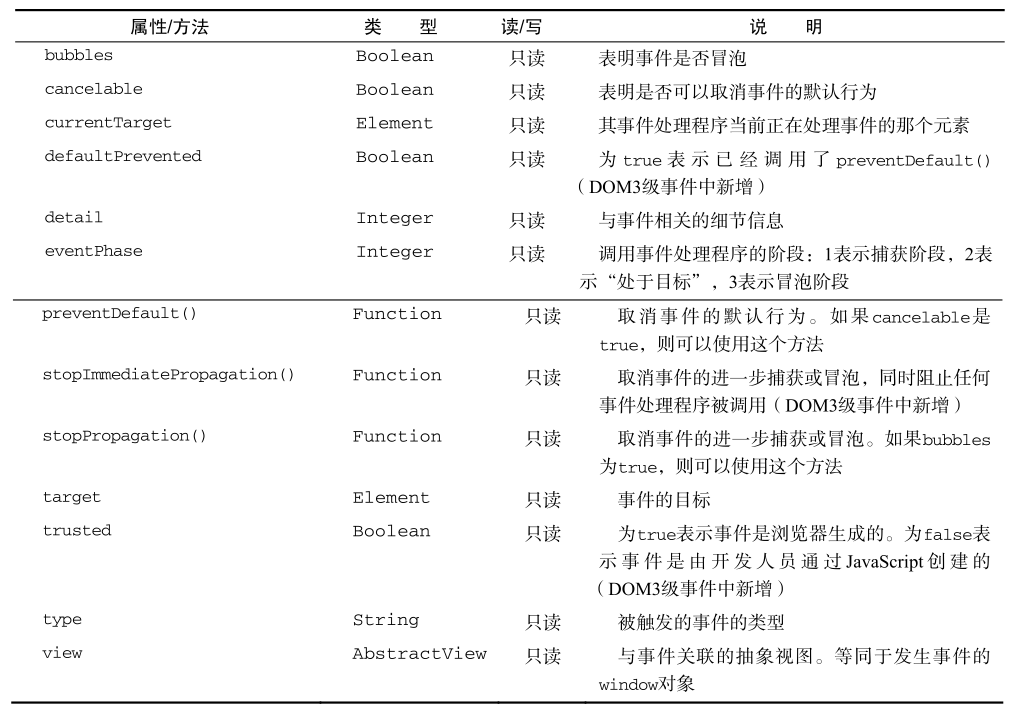 属性/方法 类 型 读/写 说 明
bubbles Boolean 只读 表明事件是否冒泡
cancelable Boolean 只读 表明是否可以取消事件的默认行为
currentTarget Element 只读 其事件处理程序当前正在处理事件的那个元素
defaultPrevented Boolean 只读 为true表示已经调用了preventDefault()
（DOM3级事件中新增）
detail Integer 只读 与事件相关的细节信息
eventPhase Integer 只读 调用事件处理程序的阶段：1表示捕获阶段，2表
示“处于目标”，3表示冒泡阶段
preventDefault() Function 只读 取消事件的默认行为。如果cancelable是
true，则可以使用这个方法
stopImmediatePropagation() Function 只读 取消事件的进一步捕获或冒泡，同时阻止任何
事件处理程序被调用（DOM3级事件中新增）
stopPropagation() Function 只读 取消事件的进一步捕获或冒泡。如果bubbles
为true，则可以使用这个方法
target Element 只读 事件的目标
trusted Boolean 只读 为true表示事件是浏览器生成的。为false表
示事件是由开发人员通过JavaScript创建的
（DOM3级事件中新增）
type String 只读 被触发的事件的类型
view AbstractView 只读 与事件关联的抽象视图。等同于发生事件的
window对象